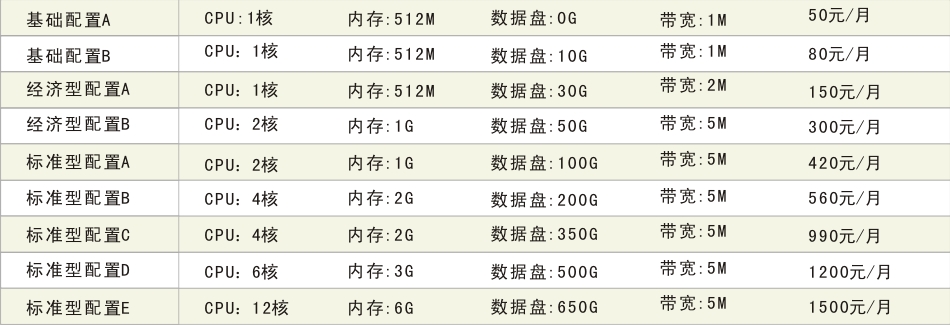 基础配置A CPU:1核 内存:512M 数据盘:0G 带宽:1M 50元/月
基础配置B CPU: 1核 内存:512M 数据盘:10G 带宽:1M 80元/月
经济型配置A CPU: 1核 内存:512M 数据盘:30G 带宽:2M 150元/月
经济型配置B CPU: 2核 内存:1G 数据盘:50G 带宽:5M 300元/月
标准型配置A CPU: 2核 内存:1G 数据盘:100G 带宽:5M 420元/月
标准型配置B CPU: 4核 内存:2G 数据盘:200G 带宽:5M 560元/月
标准型配置C CPU: 4核 内存:2G 数据盘:350G 带宽:5M 990元/月
标准型配置D CPU: 6核 内存:3G 数据盘:500G 带宽:5M 1200元/月
标准型配置E CPU: 12核 内存:6G 数据盘:650G 带宽:5M 1500元/月